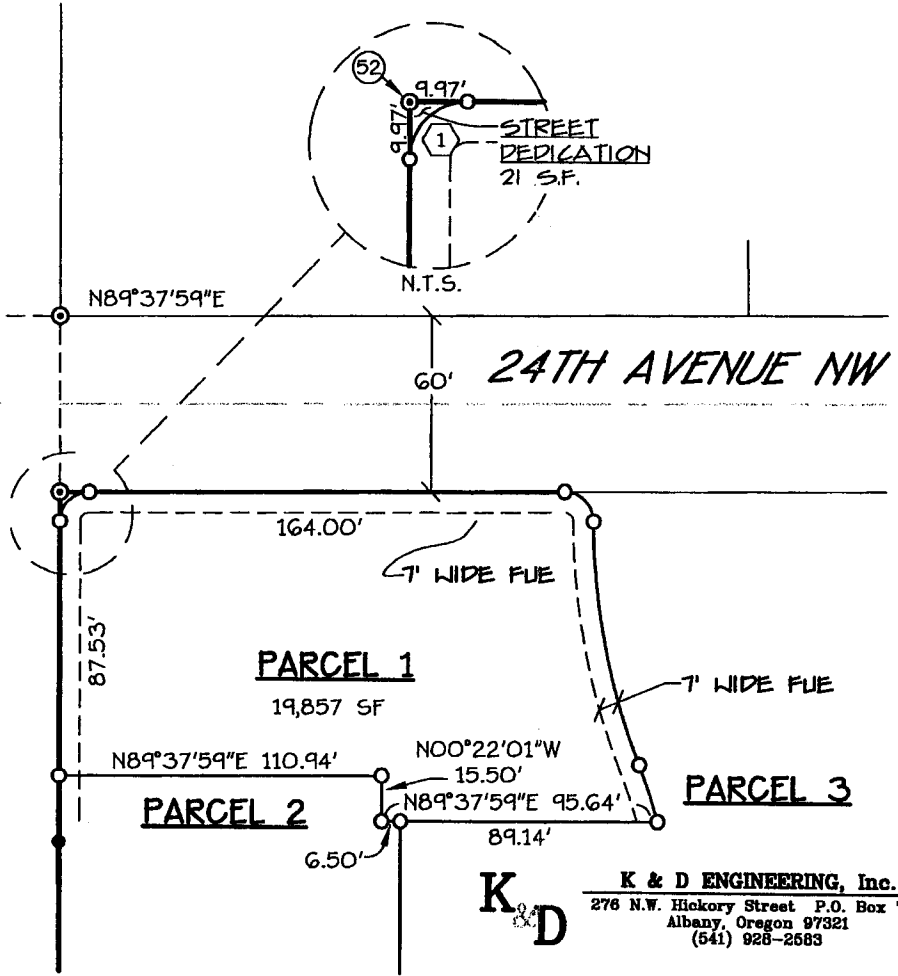 52
9.97'
9.97'
1
STREET
DEDICATION
21 S.F.
N.T.S.
N89°37'59"E
60'
24TH AVENUE NW
164.00'
7' WIDE FUE
87.53'
PARCEL 1
19,857 SF
7' WIDE FUE
N89°37'59"E 110.94'
N00°22'01"W
15.50'
PARCEL 2
N89°37'59"E 95.64'
PARCEL 3
6.50'
89.14'
K & D
K & D ENGINEERING, Inc.
276 N.W. Hickory Street P.O. Box
Albany, Oregon 97321
(541) 928-2583